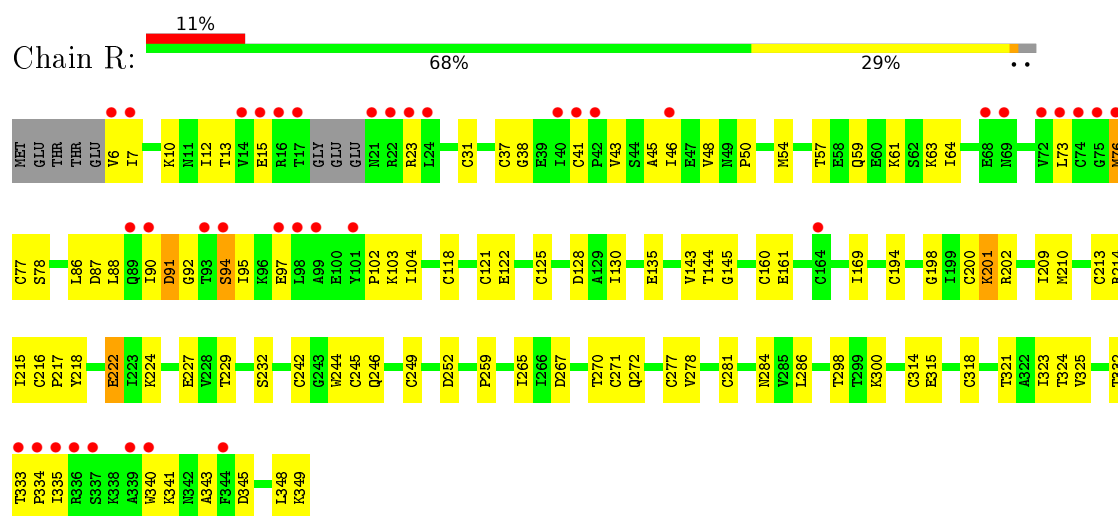 11%
Chain R:
68% 29% • •
MET GLU THR THR GLU V6 I7 K10 N11 I12 T13 V14 E15 R16 T17 GLY GLU GLU N21 R22 R23 L24 C31 C37 G38 E39 I40 C41 P42 V43 S44 A45 I46 E47 V48 N49 P50 M54 T57 E58 Q59 E60 K61 S62 K63 I64 E68 N69 V72 L73 C74 G75
C77 S78 L86 D87 L88 Q89 I90 D91 G92 T93 S94 I95 K96 E97 L98 A99 E100 Y101 P102 K103 I104 C118 C121 E122 C125 D128 A129 I130 E135 V143 T144 G145 C160 E161 C164 I169 C194 G198 I199 C200 K201 R202 I209 M210 C213
I215 C216 P217 Y218 E222 I223 K224 E227 V228 T229 S232 C242 G243 W244 C245 Q246 C249 D252 P259 I265 I266 D267 T270 C271 Q272 C277 V278 C281 N284 V285 L286 T298 T299 K300 C314 E315 C318 T321 A322 I323 T324 V325
T333 P334 I335 R336 S337 K338 A339 W340 K341 N342 A343 F344 D345 L348 K349